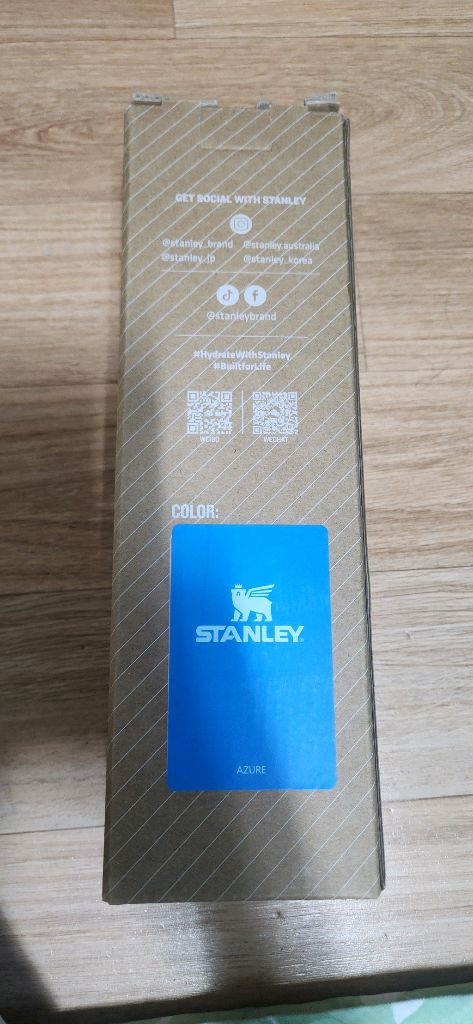 GET SOCIAL WITH STANLEY
@stanley_brand @stanley.australia
@stanley_jp @stanley_korea
@stanleybrand
#HydrateWithStanley
#BuiltforLife
WEIBO WECHAT
COLOR:
STANLEY
AZURE